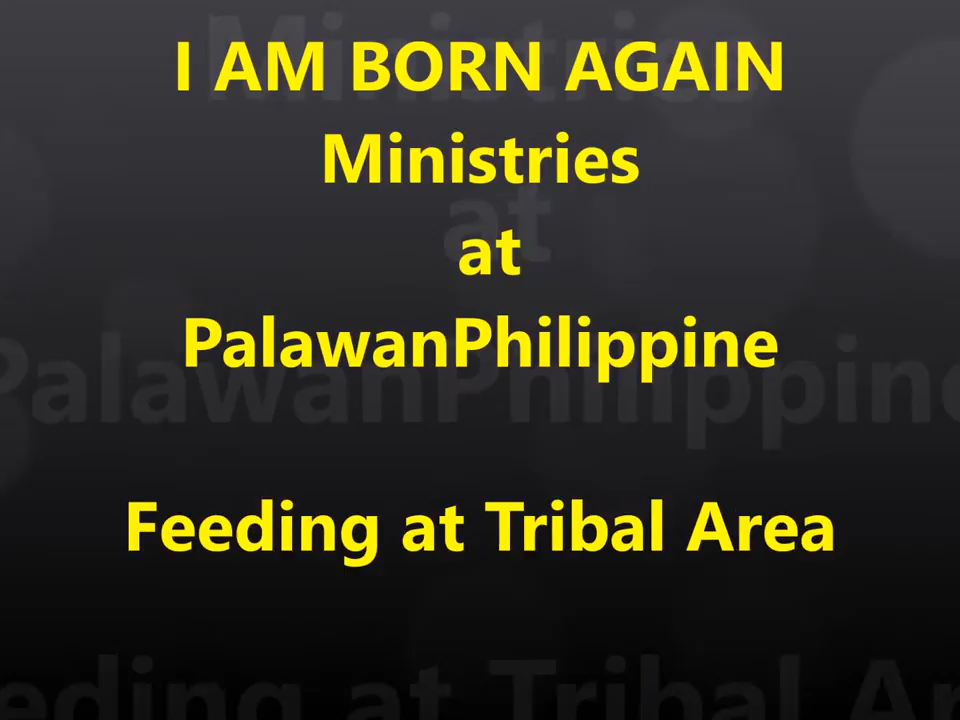 I AM BORN AGAIN
Ministries
at
PalawanPhilippine
Feeding at Tribal Area